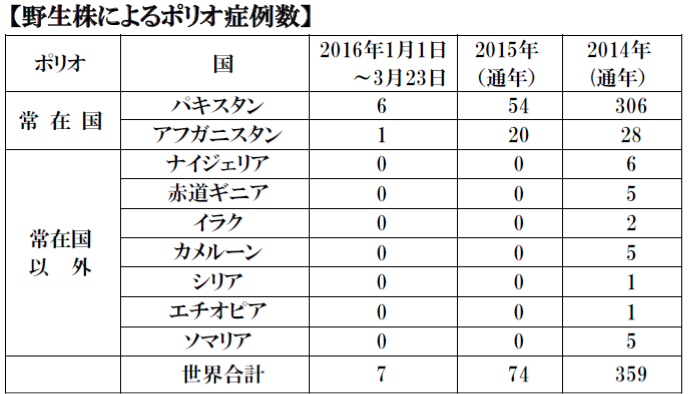 【野生株によるポリオ症例数】
ポリオ 国 2016年1月1日 2015年 2014年
～3月23日 (通年) (通年)
常 在 国 パキスタン 6 54 306
アフガニスタン 1 20 28
常在国以 外 ナイジェリア 0 0 6
赤道ギニア 0 0 5
イラク 0 0 2
カメルーン 0 0 5
シリア 0 0 1
エチオピア 0 0 1
ソマリア 0 0 5
世界合計 7 74 359